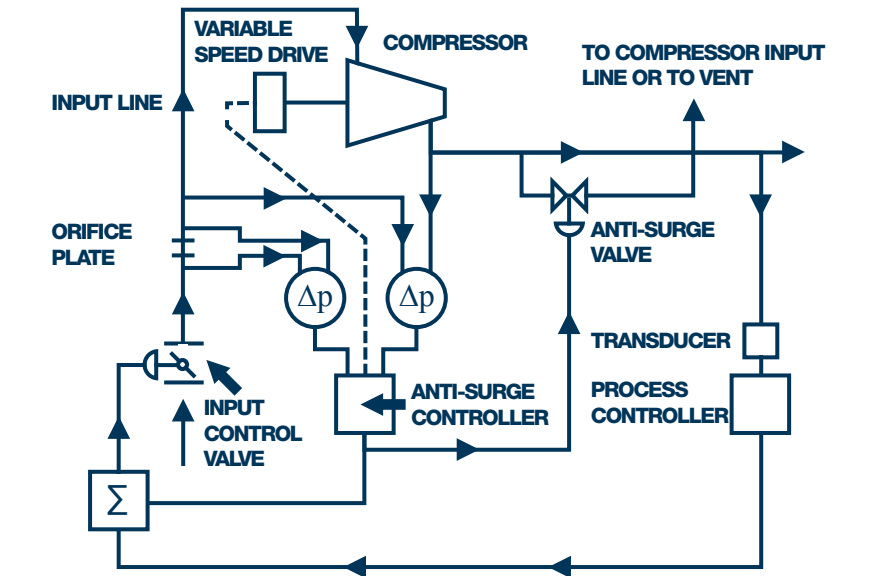 VARIABLE
SPEED DRIVE
COMPRESSOR
TO COMPRESSOR INPUT
LINE OR TO VENT
INPUT LINE
ORIFICE
PLATE
ANTI-SURGE
VALVE
Δp
Δp
TRANSDUCER
PROCESS
CONTROLLER
ANTI-SURGE
CONTROLLER
INPUT
CONTROL
VALVE
Σ